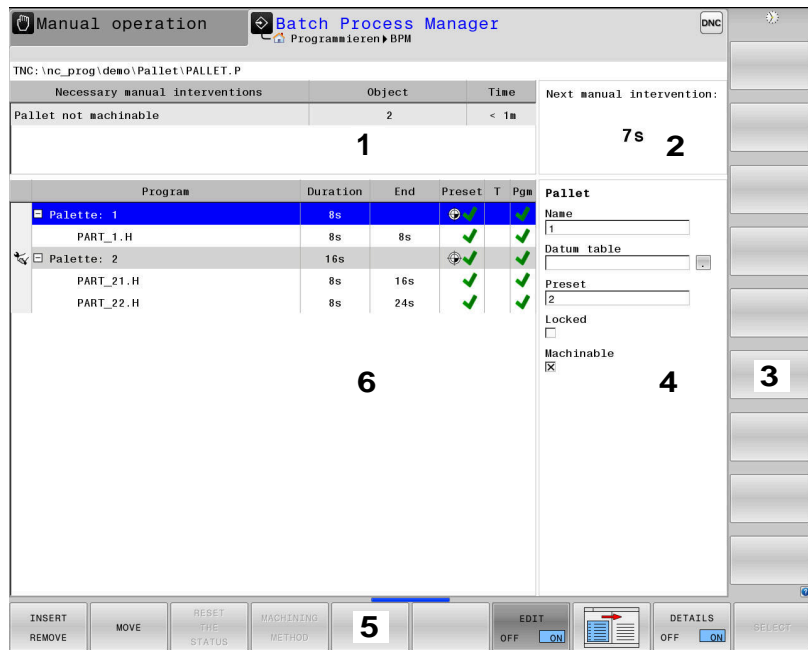 Manual operation
Batch Process Manager
Programmieren▶BPM
DNC
TNC:\nc_prog\demo\Pallet\PALLET.P
Necessary manual interventions Object Time
Pallet not machinable 2 < 1m
1
Next manual intervention:
7s
2
Program Duration End Preset T Pgm
Palette: 1 8s
PART_1.H 8s 8s
Palette: 2 16s
PART_21.H 8s 16s
PART_22.H 8s 24s
6
Pallet
Name
1
Datum table
Preset
2
Locked
Machinable
4
3
INSERT
REMOVE
MOVE
RESET
THE
STATUS
MACHINING
METHOD
5
EDIT
OFF ON
DETAILS
OFF ON
SELECT